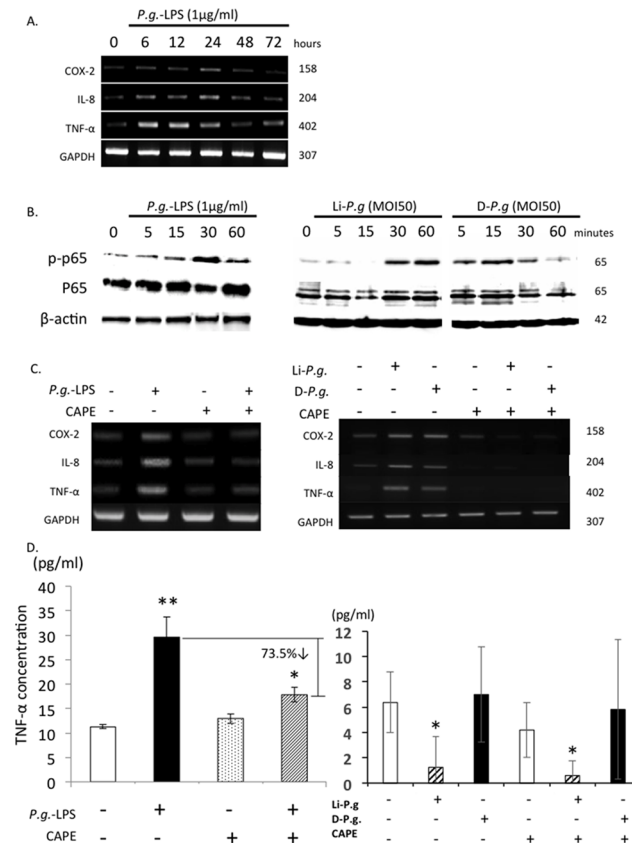 A.
P.g.-LPS (1μg/ml)
0 6 12 24 48 72 hours
COX-2 158
IL-8 204
TNF-α 402
GAPDH 307
B.
P.g.-LPS (1μg/ml) Li-P.g (MOI50) D-P.g (MOI50)
0 5 15 30 60 0 5 15 30 60 5 15 30 60 minutes
p-p65 65
P65 65
β-actin 42
C.
P.g.-LPS - + - +
CAPE - - + +
COX-2
IL-8
TNF-α
GAPDH
Li-P.g. - + - - + -
D-P.g. - - + - - +
CAPE - - - + + +
COX-2 158
IL-8 204
TNF-α 402
GAPDH 307
D.
(pg/ml)
TNF-α concentration
40
35
30
25
20
15
10
5
0
**
73.5%↓
*
P.g.-LPS - + - +
CAPE - - + +
(pg/ml)
12
10
8
6
4
2
0
*
*
Li-P.g - + - - + -
D-P.g. - - + - - +
CAPE - - - + + +